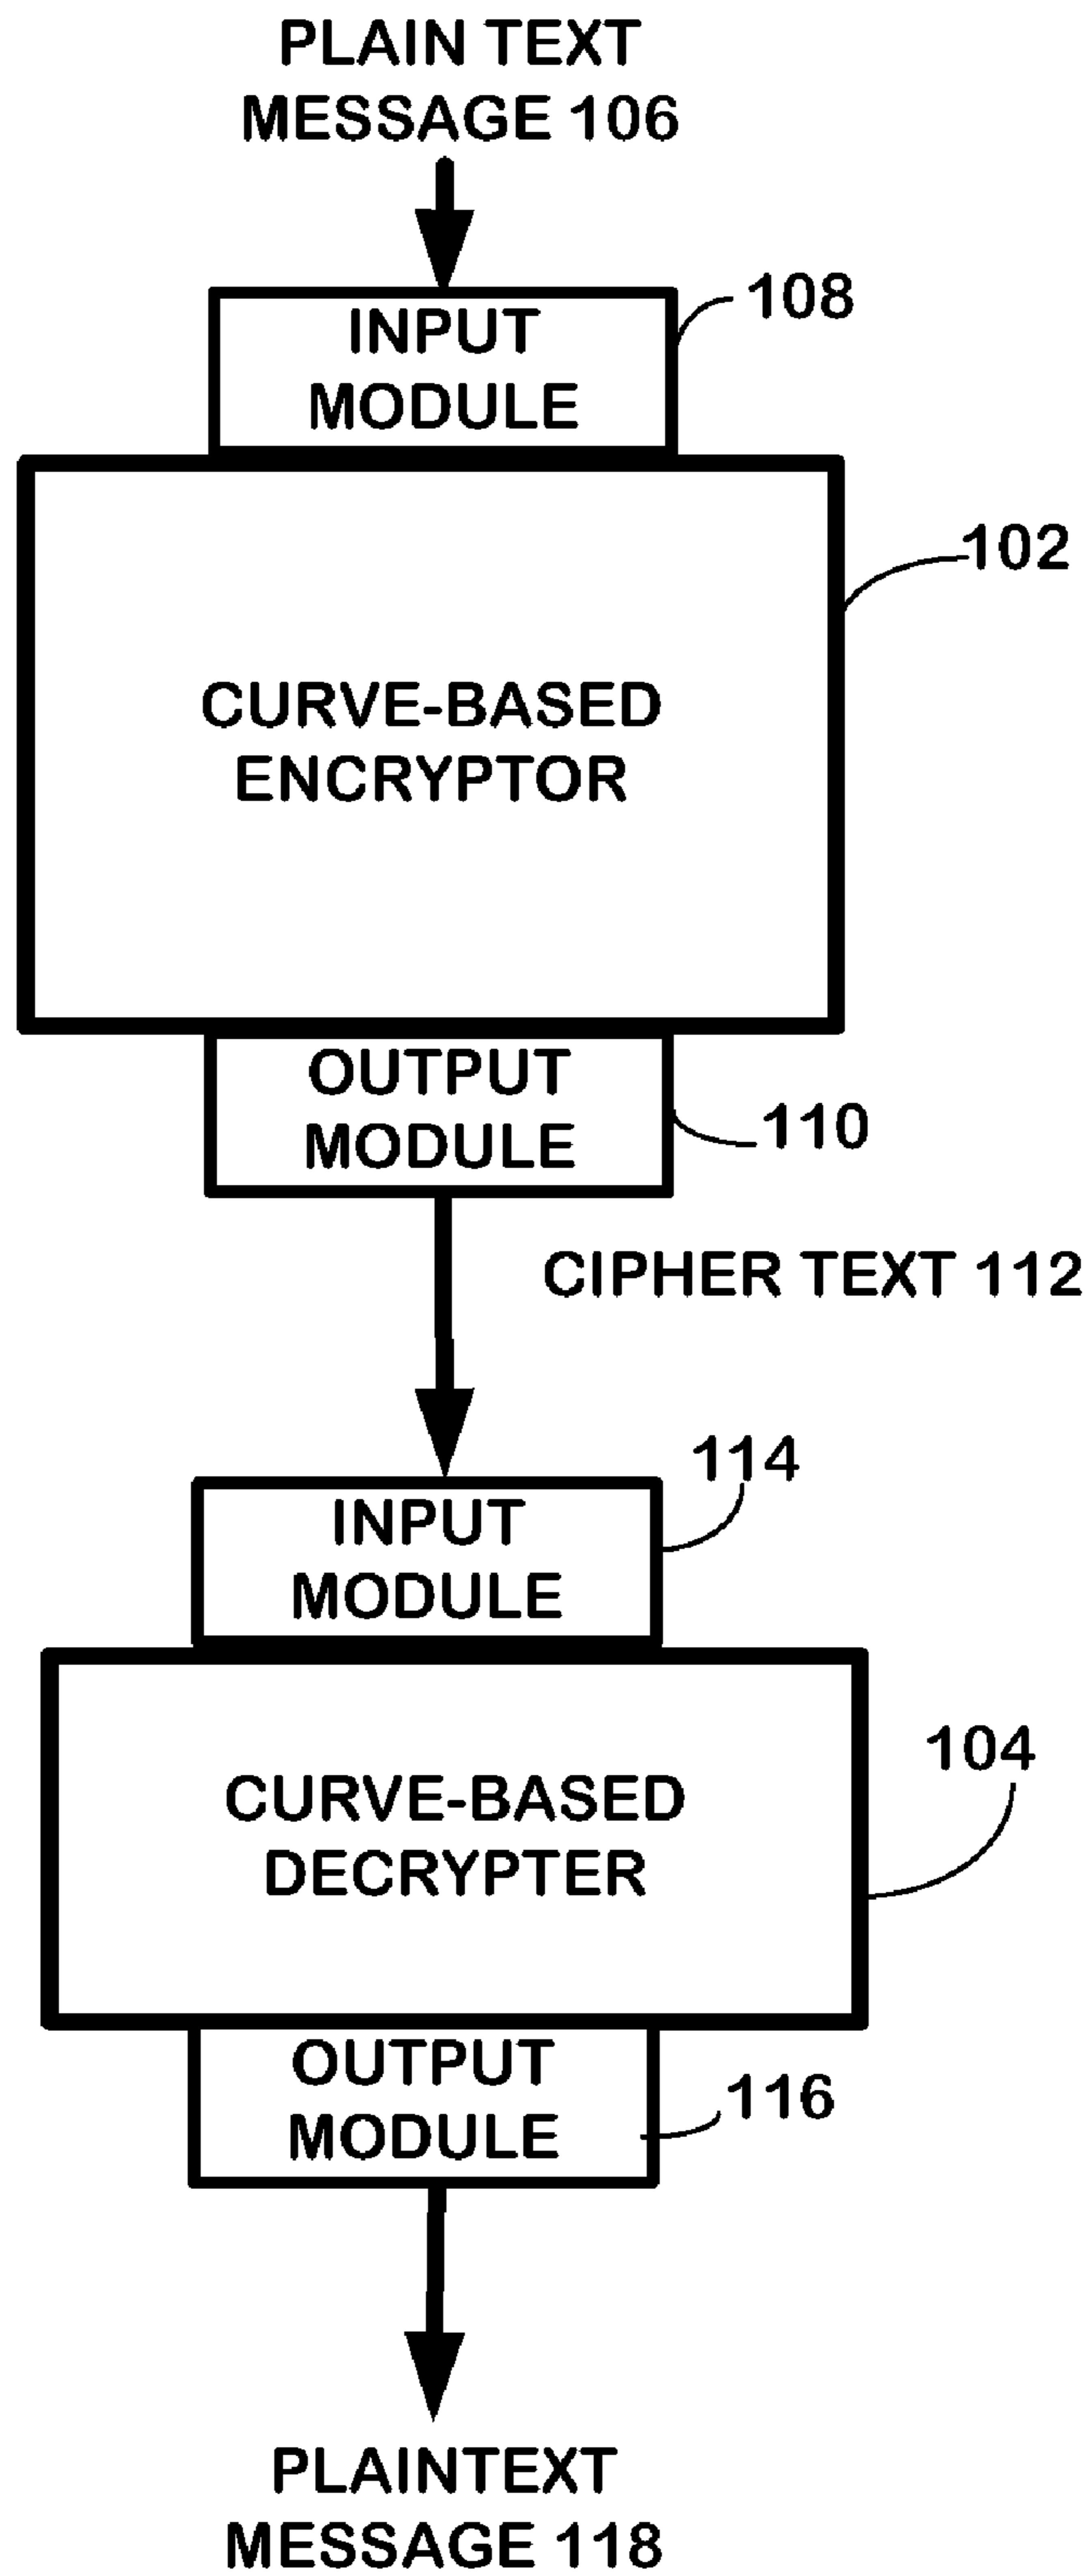 PLAIN TEXT
MESSAGE 106
108
INPUT
MODULE
102
CURVE-BASED
ENCRYPTOR
OUTPUT
MODULE
110
CIPHER TEXT 112
114
INPUT
MODULE
104
CURVE-BASED
DECRYPTER
OUTPUT
MODULE
116
PLAINTEXT
MESSAGE 118